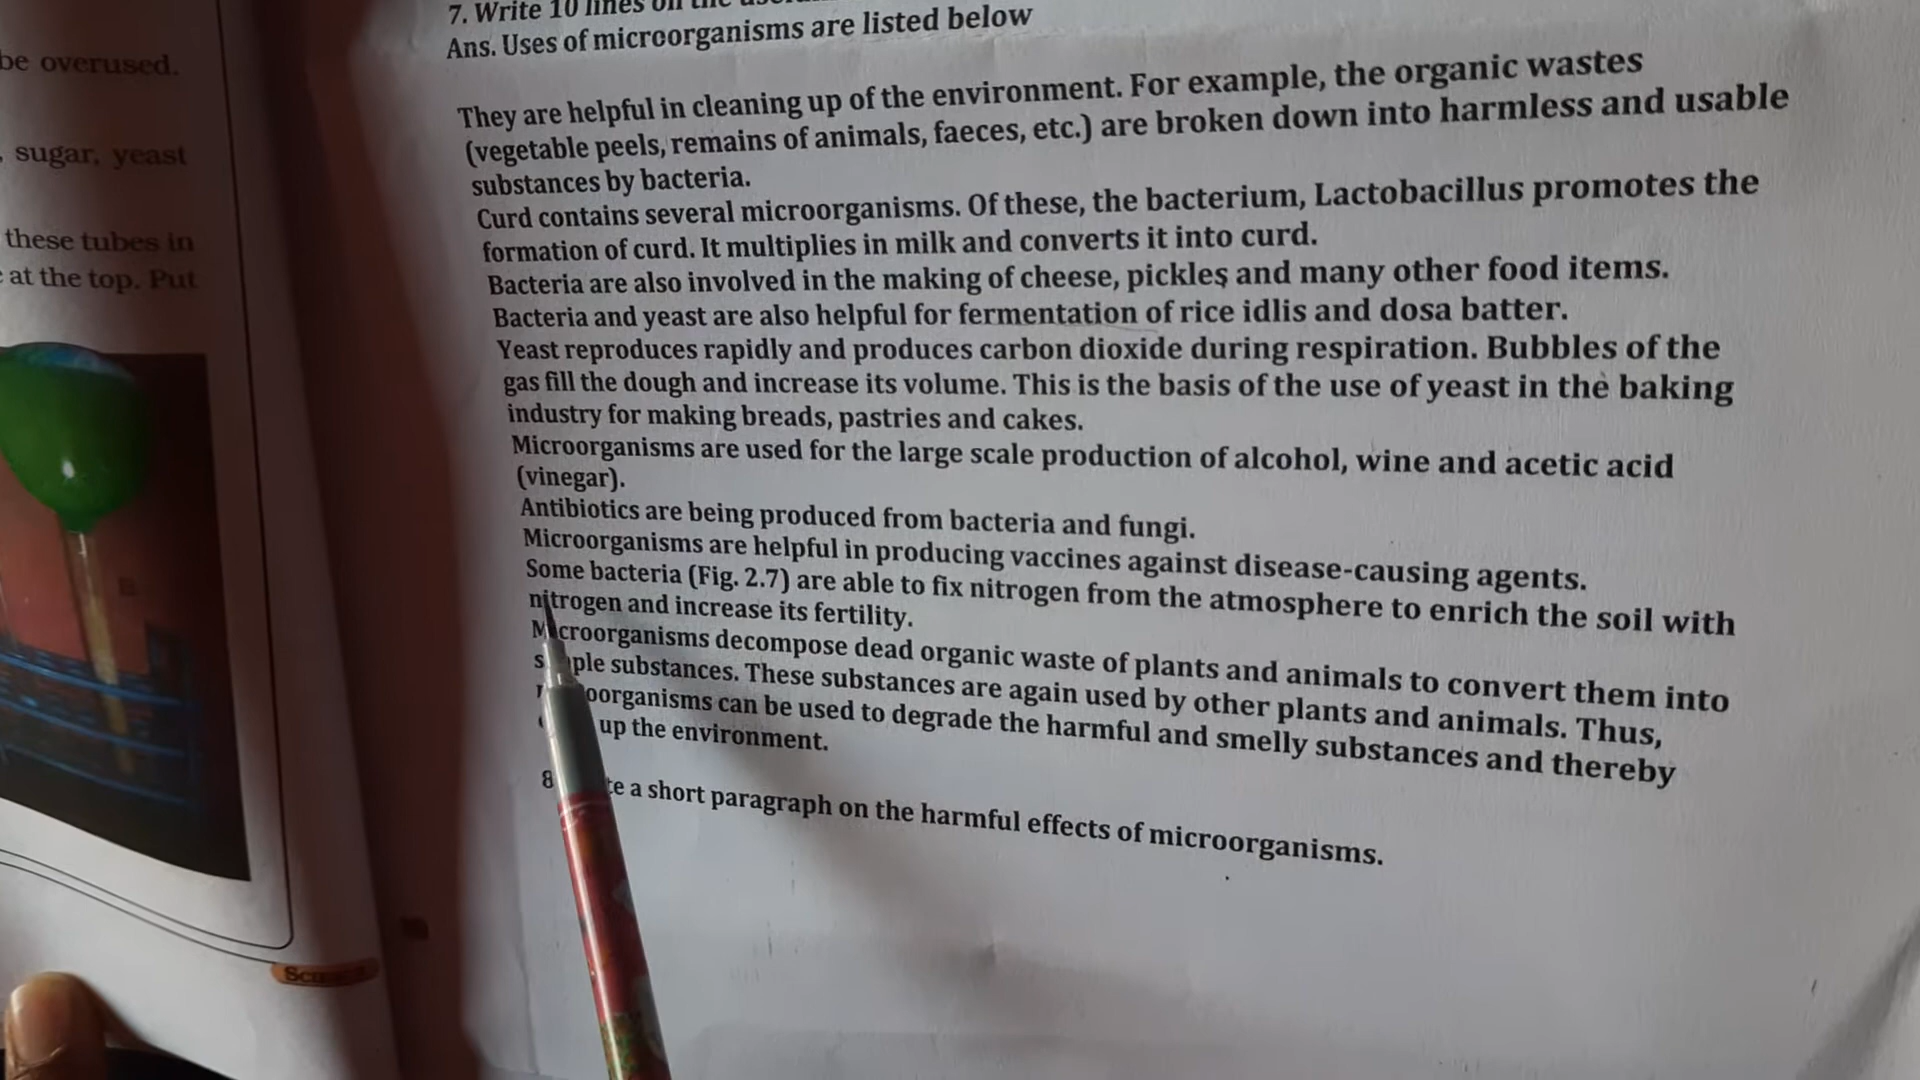 be overused.
, sugar, yeast
these tubes in
at the top. Put
Science
7. Write 10 lines on the
Ans. Uses of microorganisms are listed below
They are helpful in cleaning up of the environment. For example, the organic wastes
(vegetable peels, remains of animals, faeces, etc.) are broken down into harmless and usable
substances by bacteria.
Curd contains several microorganisms. Of these, the bacterium, Lactobacillus promotes the
formation of curd. It multiplies in milk and converts it into curd.
Bacteria are also involved in the making of cheese, pickles and many other food items.
Bacteria and yeast are also helpful for fermentation of rice idlis and dosa batter.
Yeast reproduces rapidly and produces carbon dioxide during respiration. Bubbles of the
gas fill the dough and increase its volume. This is the basis of the use of yeast in the baking
industry for making breads, pastries and cakes.
Microorganisms are used for the large scale production of alcohol, wine and acetic acid
(vinegar).
Antibiotics are being produced from bacteria and fungi.
Microorganisms are helpful in producing vaccines against disease-causing agents.
Some bacteria (Fig. 2.7) are able to fix nitrogen from the atmosphere to enrich the soil with
nitrogen and increase its fertility.
Microorganisms decompose dead organic waste of plants and animals to convert them into
simple substances. These substances are again used by other plants and animals. Thus,
microorganisms can be used to degrade the harmful and smelly substances and thereby
up the environment.
8 a short paragraph on the harmful effects of microorganisms.